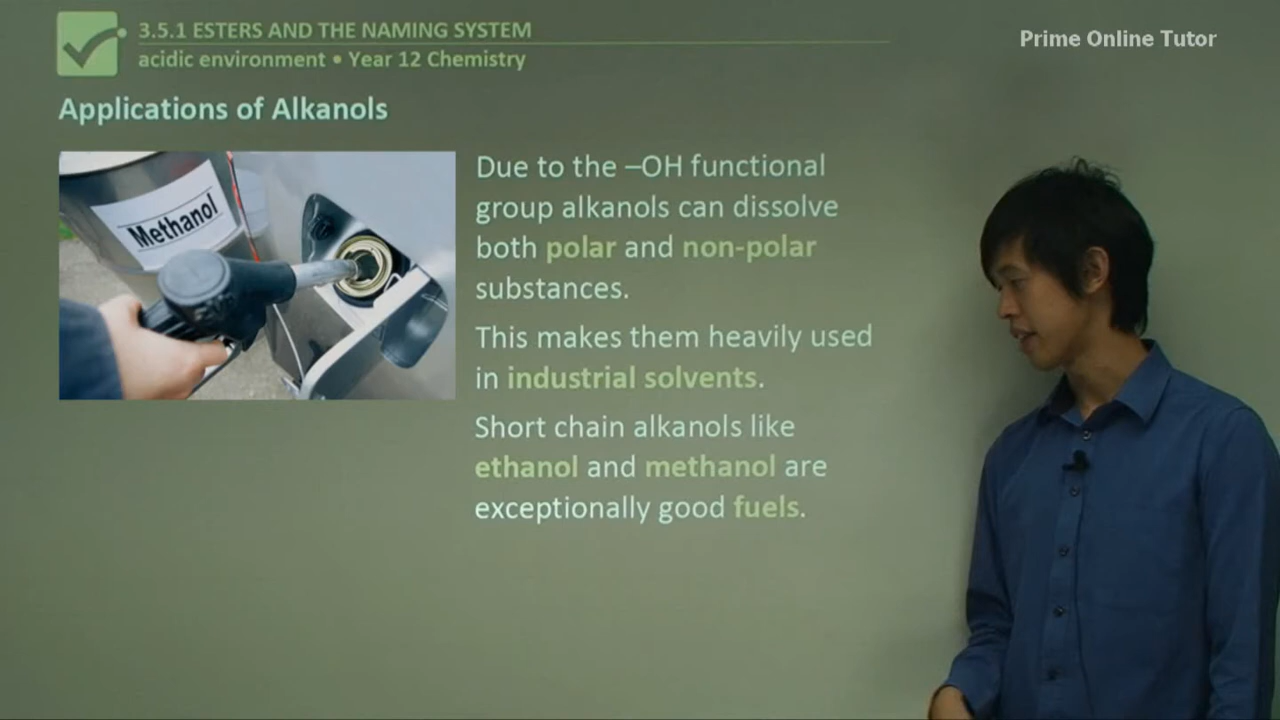 3.5.1 ESTERS AND THE NAMING SYSTEM
acidic environment • Year 12 Chemistry
Prime Online Tutor
Applications of Alkanols
Methanol
Due to the –OH functional
group alkanols can dissolve
both polar and non-polar
substances.
This makes them heavily used
in industrial solvents.
Short chain alkanols like
ethanol and methanol are
exceptionally good fuels.